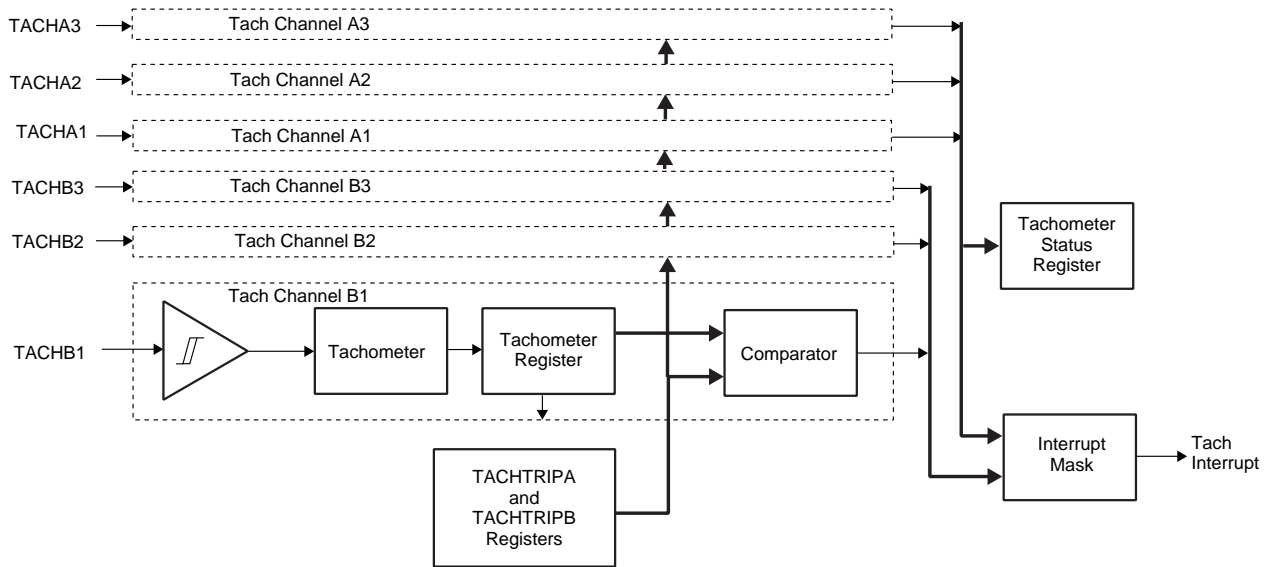 TACHA3
Tach Channel A3
TACHA2
Tach Channel A2
TACHA1
Tach Channel A1
TACHB3
Tach Channel B3
TACHB2
Tach Channel B2
Tachometer
Status
Register
Tach Channel B1
TACHB1
Tachometer
Tachometer
Register
Comparator
Interrupt
Mask
Tach
Interrupt
TACHTRIPA
and
TACHTRIPB
Registers